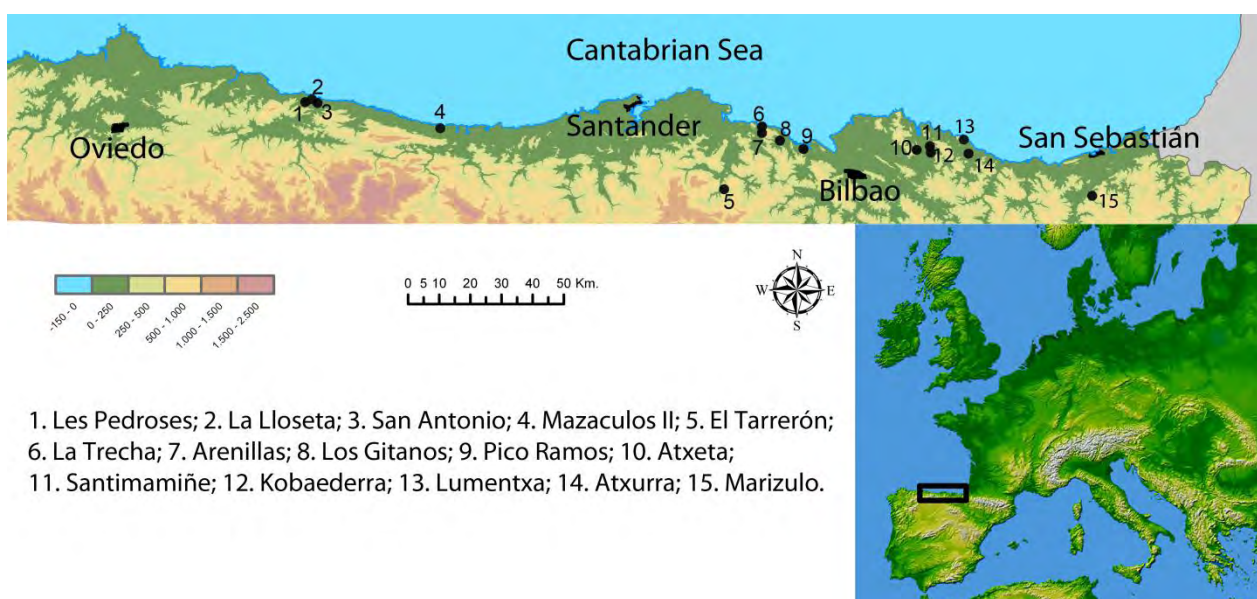 Cantabrian Sea
2
1
3
4
6
7
8
9
5
10
11
12
13
14
15
Oviedo
Santander
Bilbao
San Sebastián
-150 - 0
0 - 250
250 - 500
500 - 1.000
1.000 - 1.500
1.500 - 2.500
0 5 10 20 30 40 50 Km.
N
W E
S
1. Les Pedroses; 2. La Lloseta; 3. San Antonio; 4. Mazaculos II; 5. El Tarrerón;
6. La Trecha; 7. Arenillas; 8. Los Gitanos; 9. Pico Ramos; 10. Atxeta;
11. Santimamiñe; 12. Kobaederra; 13. Lumentxa; 14. Atxurra; 15. Marizulo.